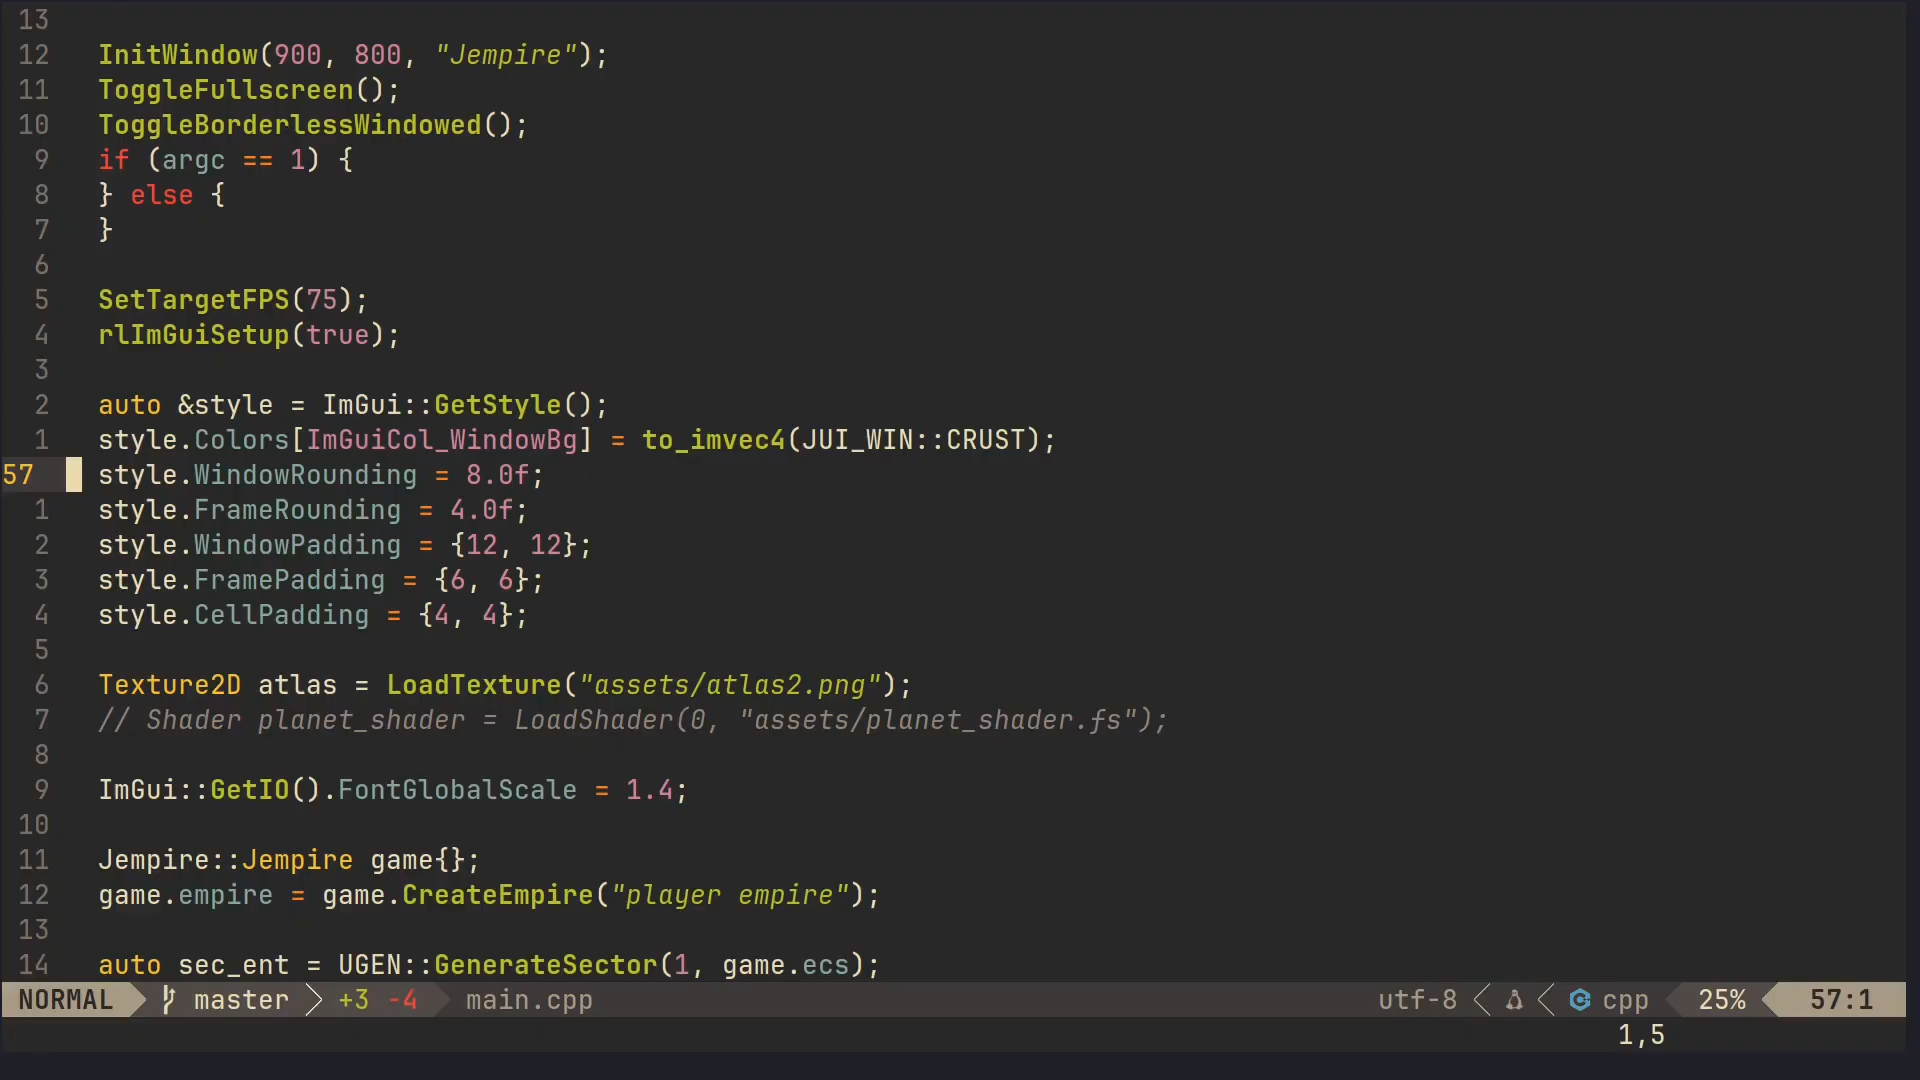 13
12 InitWindow(900, 800, "Jempire");
11 ToggleFullscreen();
10 ToggleBorderlessWindowed();
9 if (argc == 1) {
8 } else {
7 }
6
5 SetTargetFPS(75);
4 rlImGuiSetup(true);
3
2 auto &style = ImGui::GetStyle();
1 style.Colors[ImGuiCol_WindowBg] = to_imvec4(JUI_WIN::CRUST);
57 style.WindowRounding = 8.0f;
1 style.FrameRounding = 4.0f;
2 style.WindowPadding = {12, 12};
3 style.FramePadding = {6, 6};
4 style.CellPadding = {4, 4};
5
6 Texture2D atlas = LoadTexture("assets/atlas2.png");
7 // Shader planet_shader = LoadShader(0, "assets/planet_shader.fs");
8
9 ImGui::GetIO().FontGlobalScale = 1.4;
10
11 Jempire::Jempire game{};
12 game.empire = game.CreateEmpire("player empire");
13
14 auto sec_ent = UGEN::GenerateSector(1, game.ecs);
NORMAL master +3 -4 main.cpp utf-8 cpp 25% 57:1
1,5